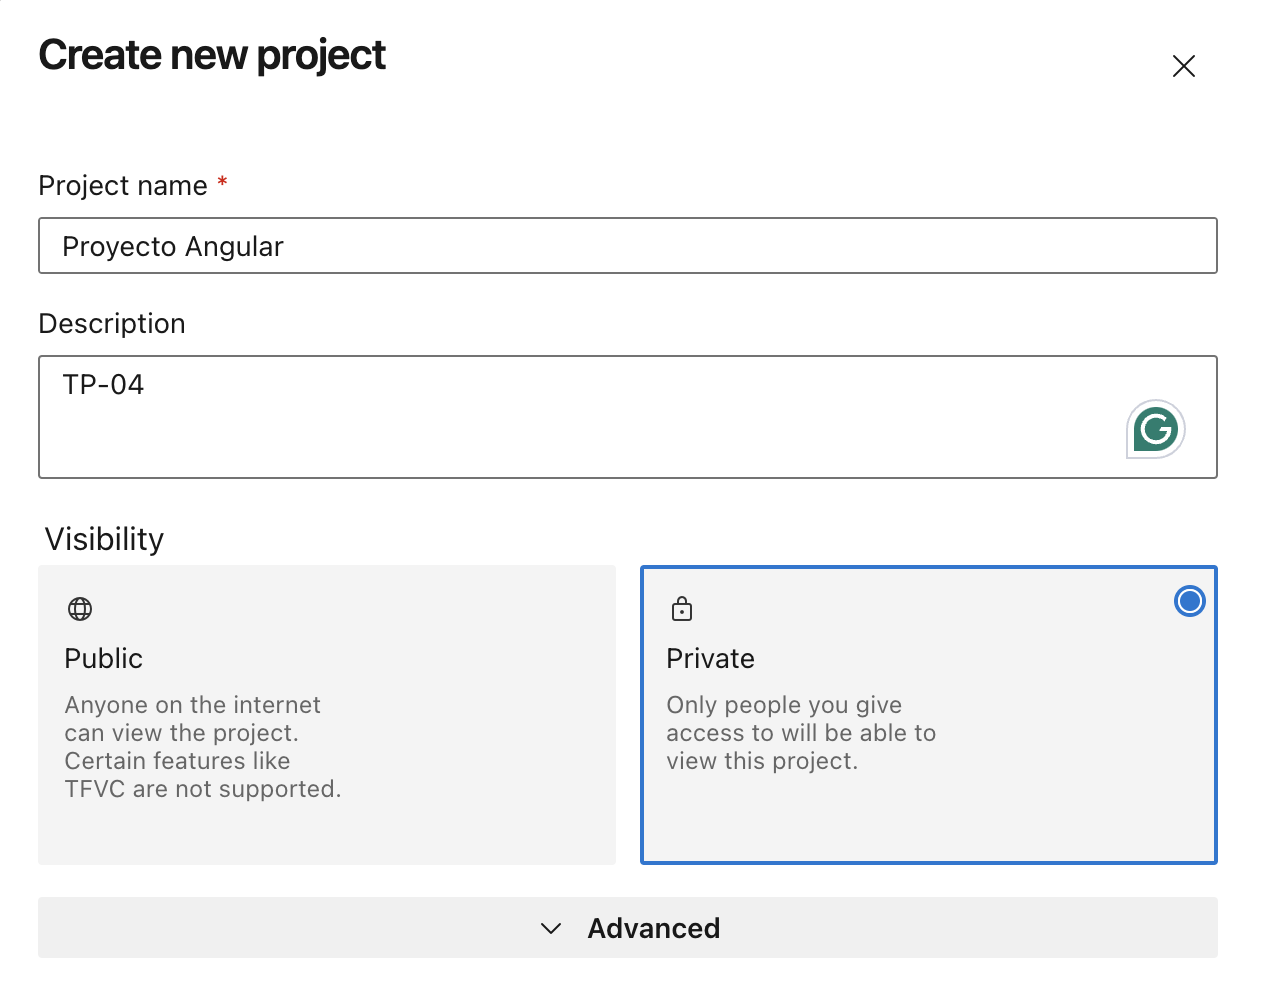 Create new project
Project name *
Proyecto Angular
Description
TP-04
G
Visibility
Public
Anyone on the internet
can view the project.
Certain features like
TFVC are not supported.
Private
Only people you give
access to will be able to
view this project.
Advanced